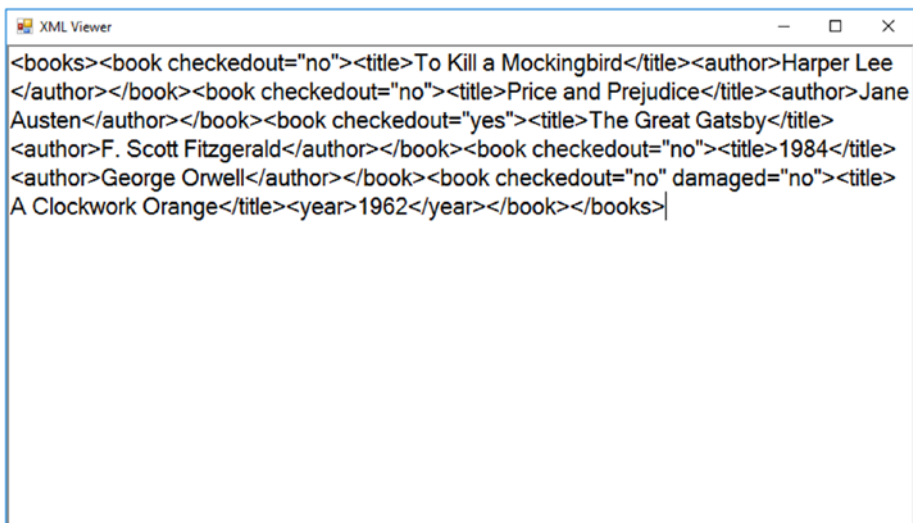 XML Viewer
<books><book checkedout="no"><title>To Kill a Mockingbird</title><author>Harper Lee
</author></book><book checkedout="no"><title>Price and Prejudice</title><author>Jane
Austen</author></book><book checkedout="yes"><title>The Great Gatsby</title>
<author>F. Scott Fitzgerald</author></book><book checkedout="no"><title>1984</title>
<author>George Orwell</author></book><book checkedout="no" damaged="no"><title>
A Clockwork Orange</title><year>1962</year></book></books>